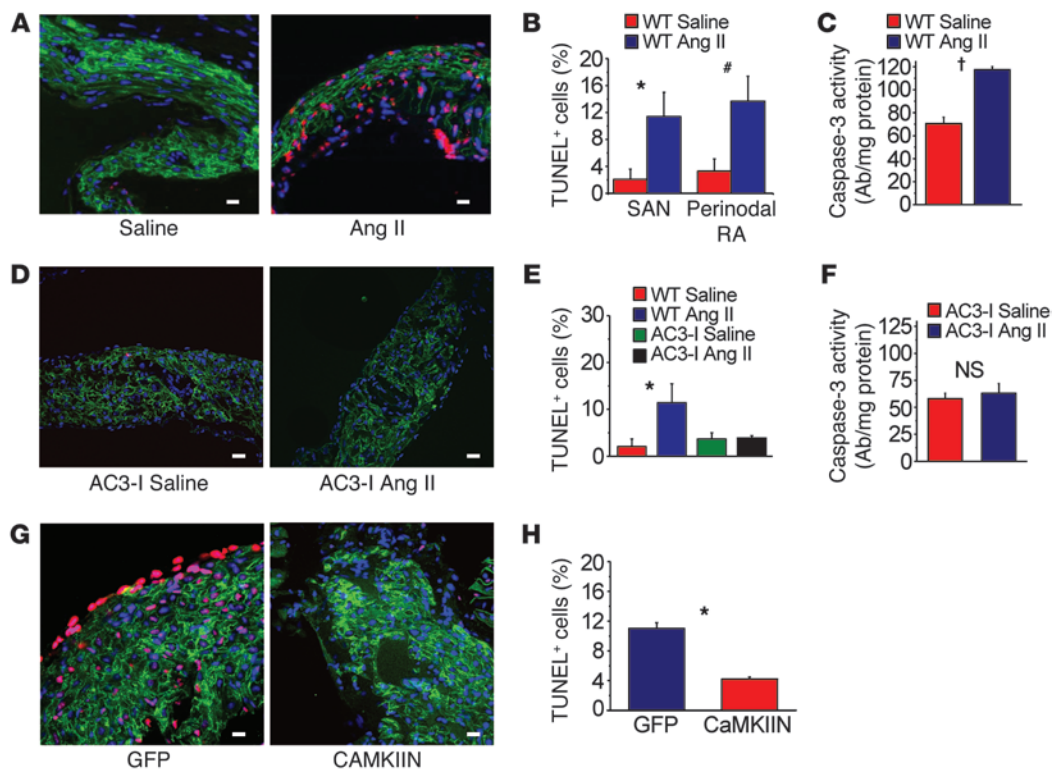 A
Saline
Ang II
B
WT Saline
WT Ang II
TUNEL+ cells (%)
20
16
12
8
4
0
*
#
SAN
Perinodal
RA
C
WT Saline
WT Ang II
Caspase-3 activity
(Ab/mg protein)
120
100
80
60
40
20
0
†
D
AC3-I Saline
AC3-I Ang II
E
WT Saline
WT Ang II
AC3-I Saline
AC3-I Ang II
TUNEL+ cells (%)
30
20
10
0
*
F
AC3-I Saline
AC3-I Ang II
Caspase-3 activity
(Ab/mg protein)
125
100
75
50
25
0
NS
G
GFP
CAMKIIN
H
TUNEL+ cells (%)
20
16
12
8
4
0
*
GFP
CaMKIIN